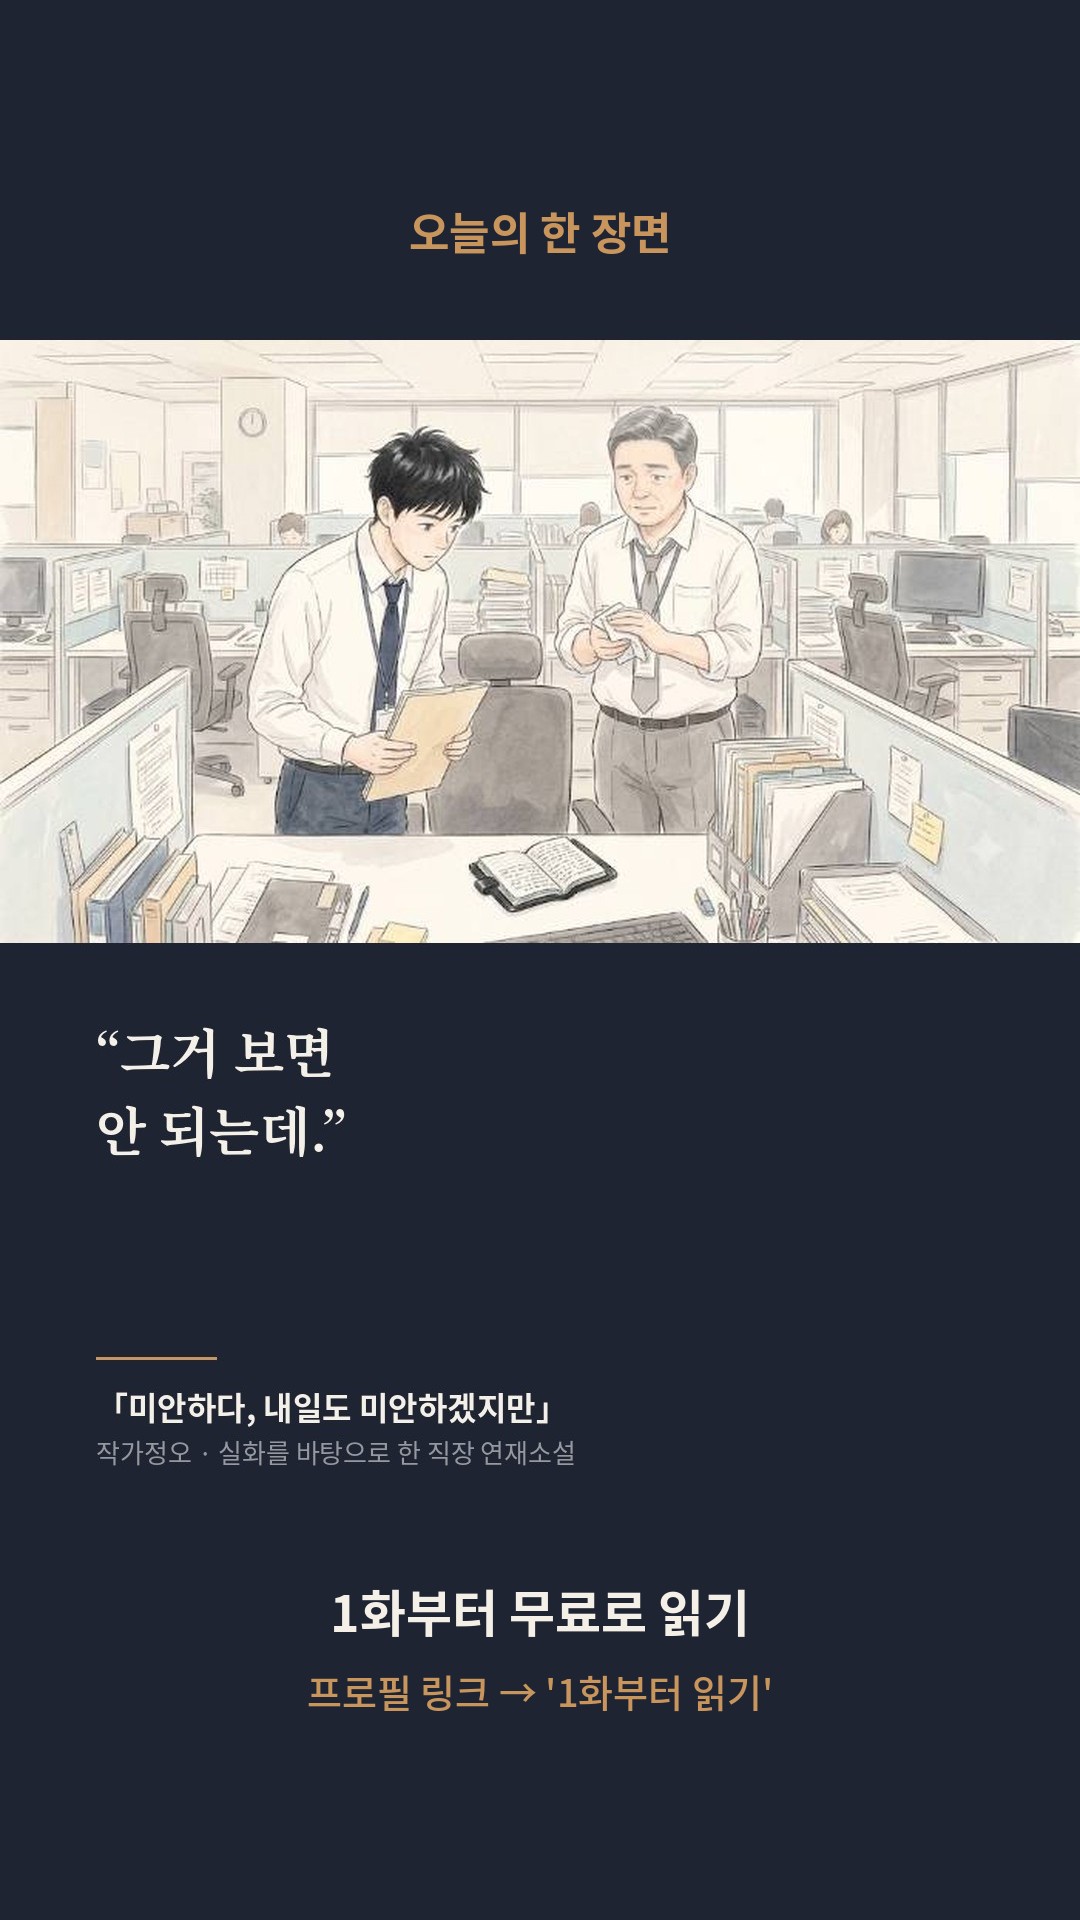 오늘의 한 장면
“그거 보면
안 되는데.”
「미안하다, 내일도 미안하겠지만」
작가정오 · 실화를 바탕으로 한 직장 연재소설
1화부터 무료로 읽기
프로필 링크 → '1화부터 읽기'